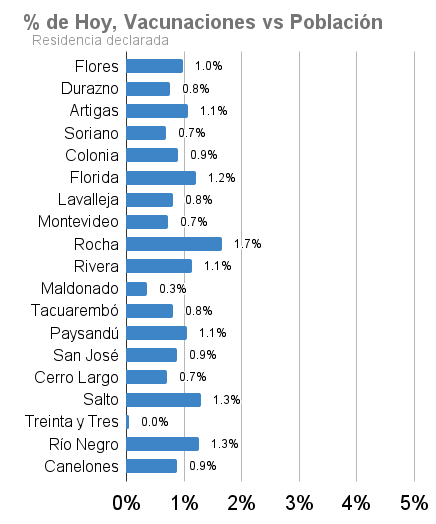 % de Hoy, Vacunaciones vs Población
Residencia declarada
Flores 1.0%
Durazno 0.8%
Artigas 1.1%
Soriano 0.7%
Colonia 0.9%
Florida 1.2%
Lavalleja 0.8%
Montevideo 0.7%
Rocha 1.7%
Rivera 1.1%
Maldonado 0.3%
Tacuarembó 0.8%
Paysandú 1.1%
San José 0.9%
Cerro Largo 0.7%
Salto 1.3%
Treinta y Tres 0.0%
Río Negro 1.3%
Canelones 0.9%
0% 1% 2% 3% 4% 5%